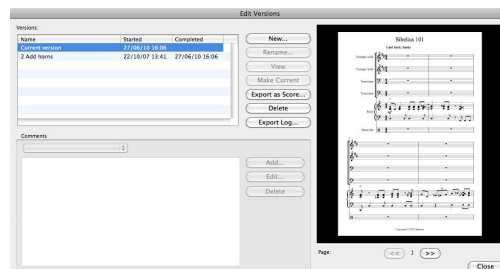 Edit Versions
Versions:
Name Started Completed
Current version 27/06/10 16:06
2 Add horns 22/10/07 13:41 27/06/10 16:06
New...
Rename...
View
Make Current
Export as Score...
Delete
Export Log...
Comments
Add...
Edit...
Delete
Sibelius 101
Page:
<< 1 >>
Close